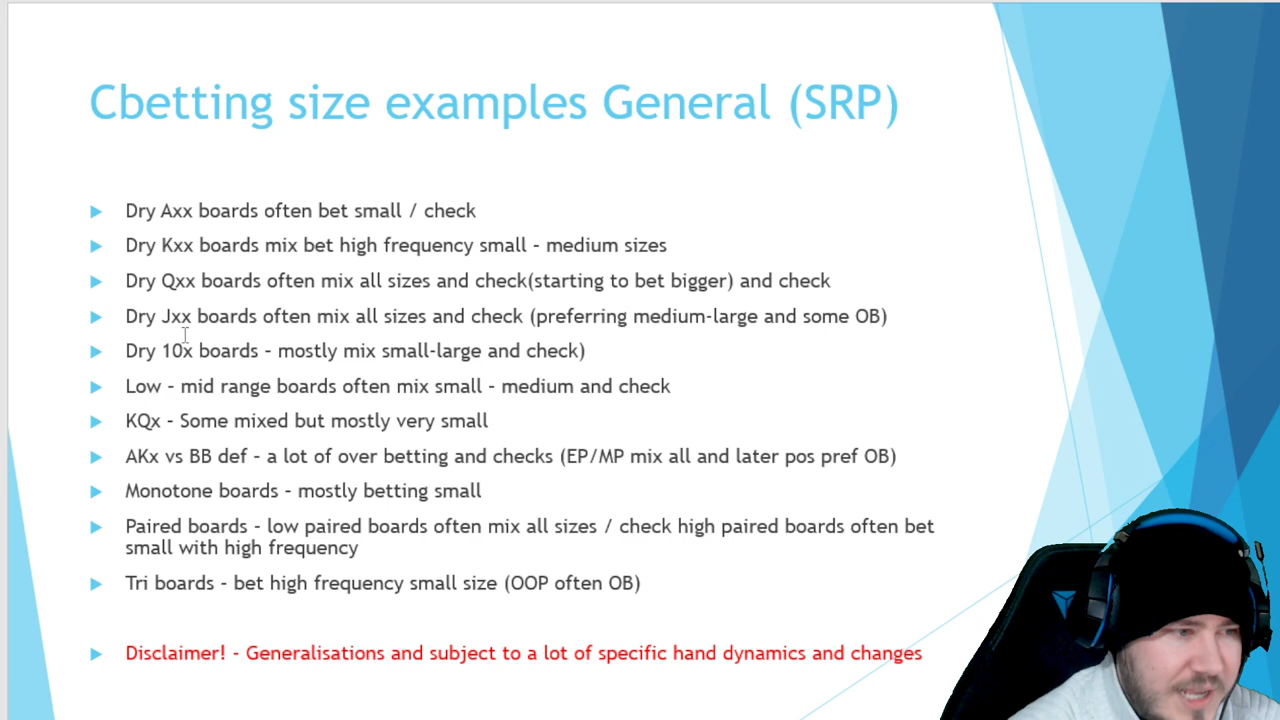 Cbetting size examples General (SRP)
Dry Axx boards often bet small / check
Dry Kxx boards mix bet high frequency small - medium sizes
Dry Qxx boards often mix all sizes and check(starting to bet bigger) and check
Dry Jxx boards often mix all sizes and check (preferring medium-large and some OB)
Dry 10x boards - mostly mix small-large and check)
Low - mid range boards often mix small - medium and check
KQx - Some mixed but mostly very small
AKx vs BB def - a lot of over betting and checks (EP/MP mix all and later pos pref OB)
Monotone boards - mostly betting small
Paired boards - low paired boards often mix all sizes / check high paired boards often bet
small with high frequency
Tri boards - bet high frequency small size (OOP often OB)
Disclaimer! - Generalisations and subject to a lot of specific hand dynamics and changes